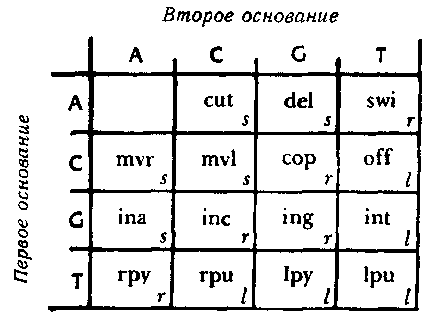 Второе основание
A C G T
Первое основание
A cut s del s swi r
C mvr s mvl s cop r off l
G ina s inc r ing r int l
T rpy r rpu l lpy l lpu l